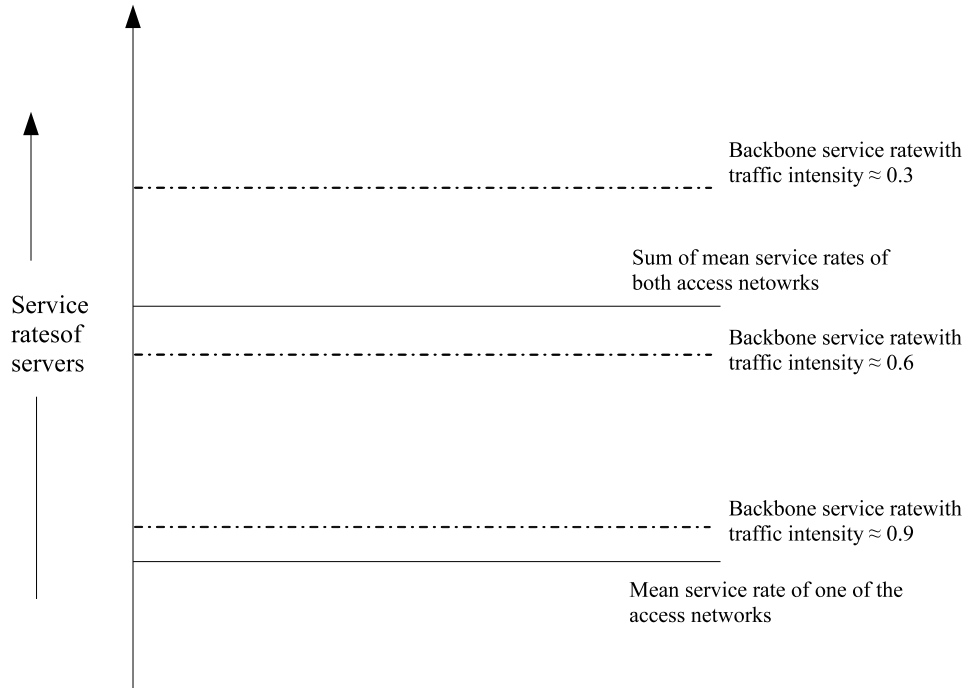 Backbone service ratewith
traffic intensity ≈ 0.3
Sum of mean service rates of
both access netowrks
Service
ratesof
servers
Backbone service ratewith
traffic intensity ≈ 0.6
Backbone service ratewith
traffic intensity ≈ 0.9
Mean service rate of one of the
access networks